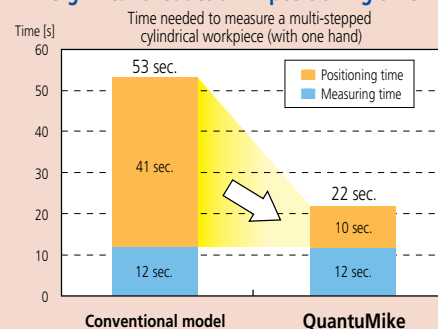 Time needed to measure a multi-stepped
cylindrical workpiece (with one hand)
Time [s]
60
50
40
30
20
10
0
53 sec.
41 sec.
12 sec.
Positioning time
Measuring time
22 sec.
10 sec.
12 sec.
Conventional model
QuantuMike